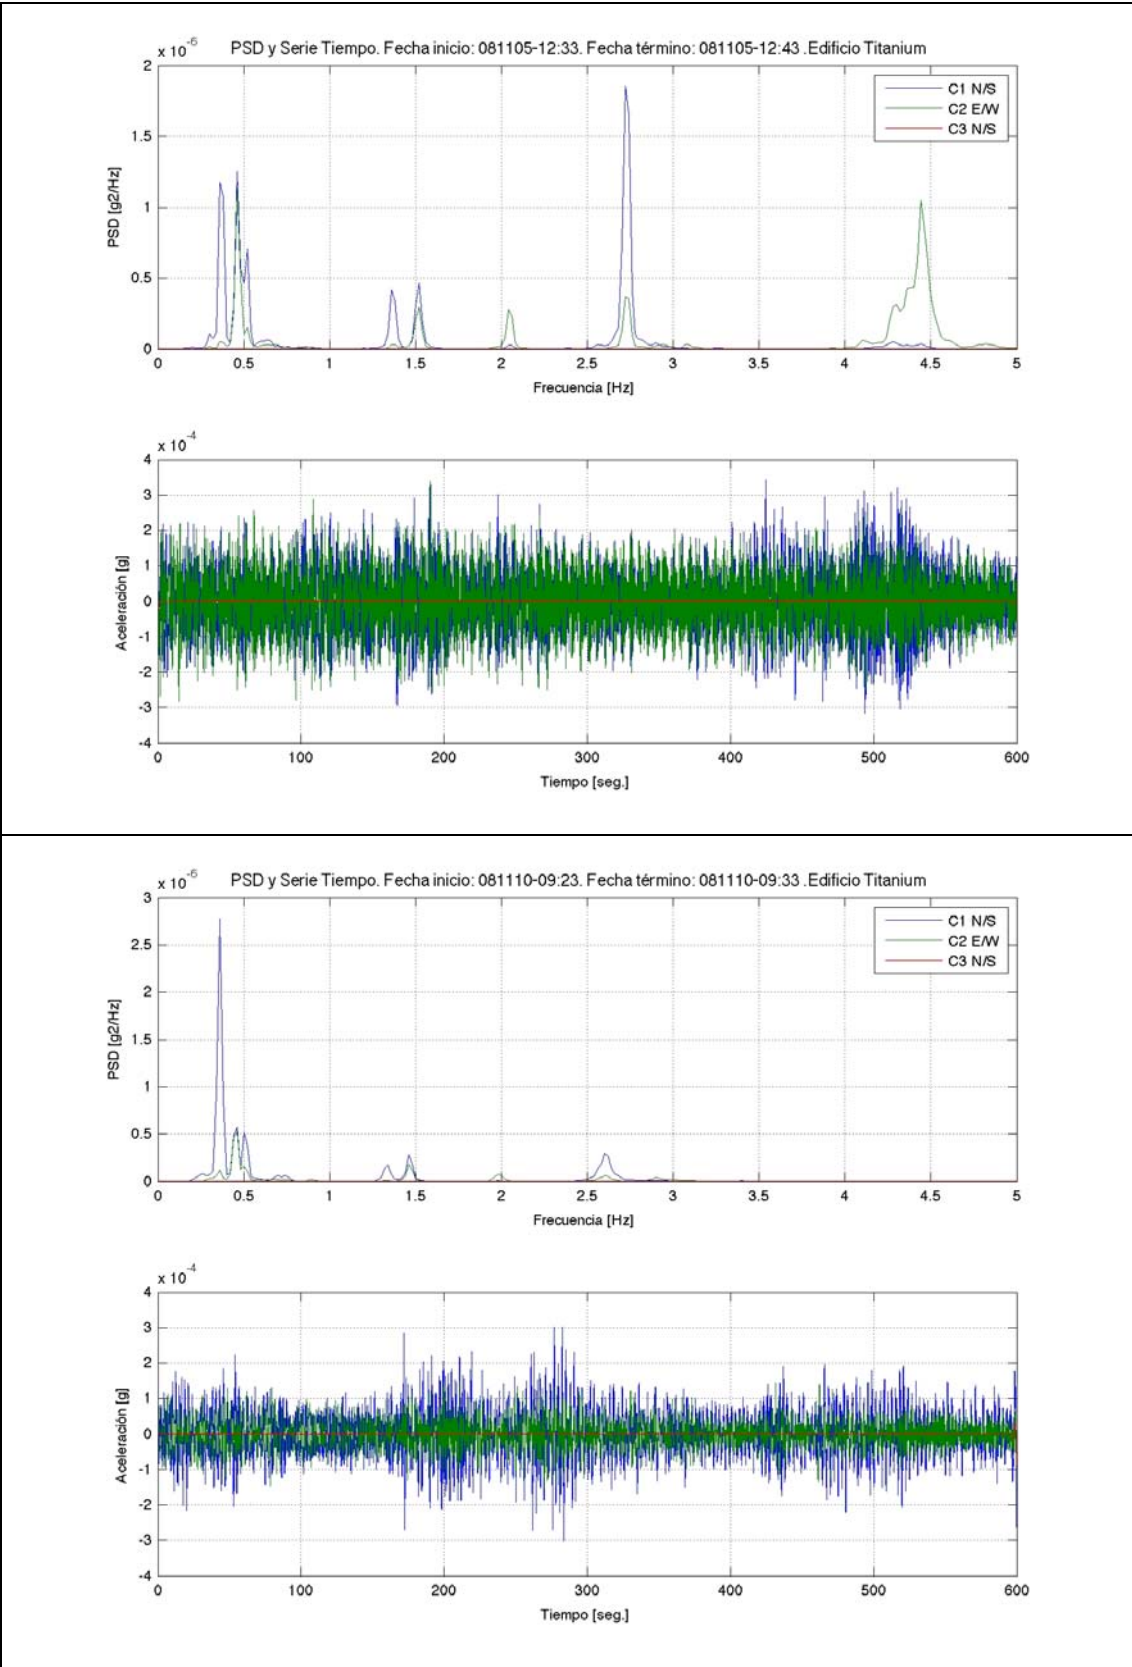 PSD y Serie Tiempo. Fecha inicio: 081105-12:33. Fecha término: 081105-12:43 .Edificio Titanium
x 10^-6
2
1.5
1
0.5
0
PSD [g2/Hz]
C1 N/S
C2 E/W
C3 N/S
0 0.5 1 1.5 2 2.5 3 3.5 4 4.5 5
Frecuencia [Hz]
x 10^-4
4
3
2
1
0
-1
-2
-3
-4
Aceleración [g]
0 100 200 300 400 500 600
Tiempo [seg.]
PSD y Serie Tiempo. Fecha inicio: 081110-09:23. Fecha término: 081110-09:33 .Edificio Titanium
x 10^-6
3
2.5
2
1.5
1
0.5
0
PSD [g2/Hz]
C1 N/S
C2 E/W
C3 N/S
0 0.5 1 1.5 2 2.5 3 3.5 4 4.5 5
Frecuencia [Hz]
x 10^-4
4
3
2
1
0
-1
-2
-3
-4
Aceleración [g]
0 100 200 300 400 500 600
Tiempo [seg.]